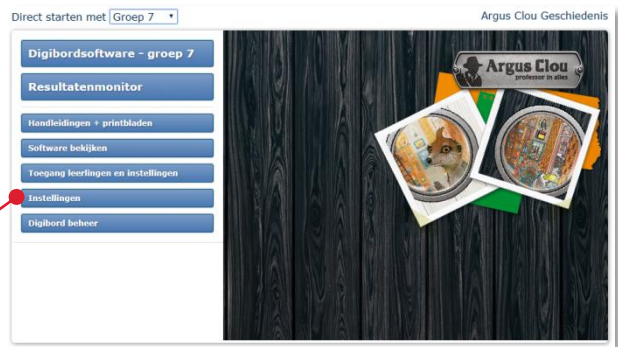 Direct starten met Groep 7
Argus Clou Geschiedenis
Digibordsoftware - groep 7
Resultatenmonitor
Handleidingen + printbladen
Software bekijken
Toegang leerlingen en instellingen
Instellingen
Digibord beheer
Argus Clou
professor in alles